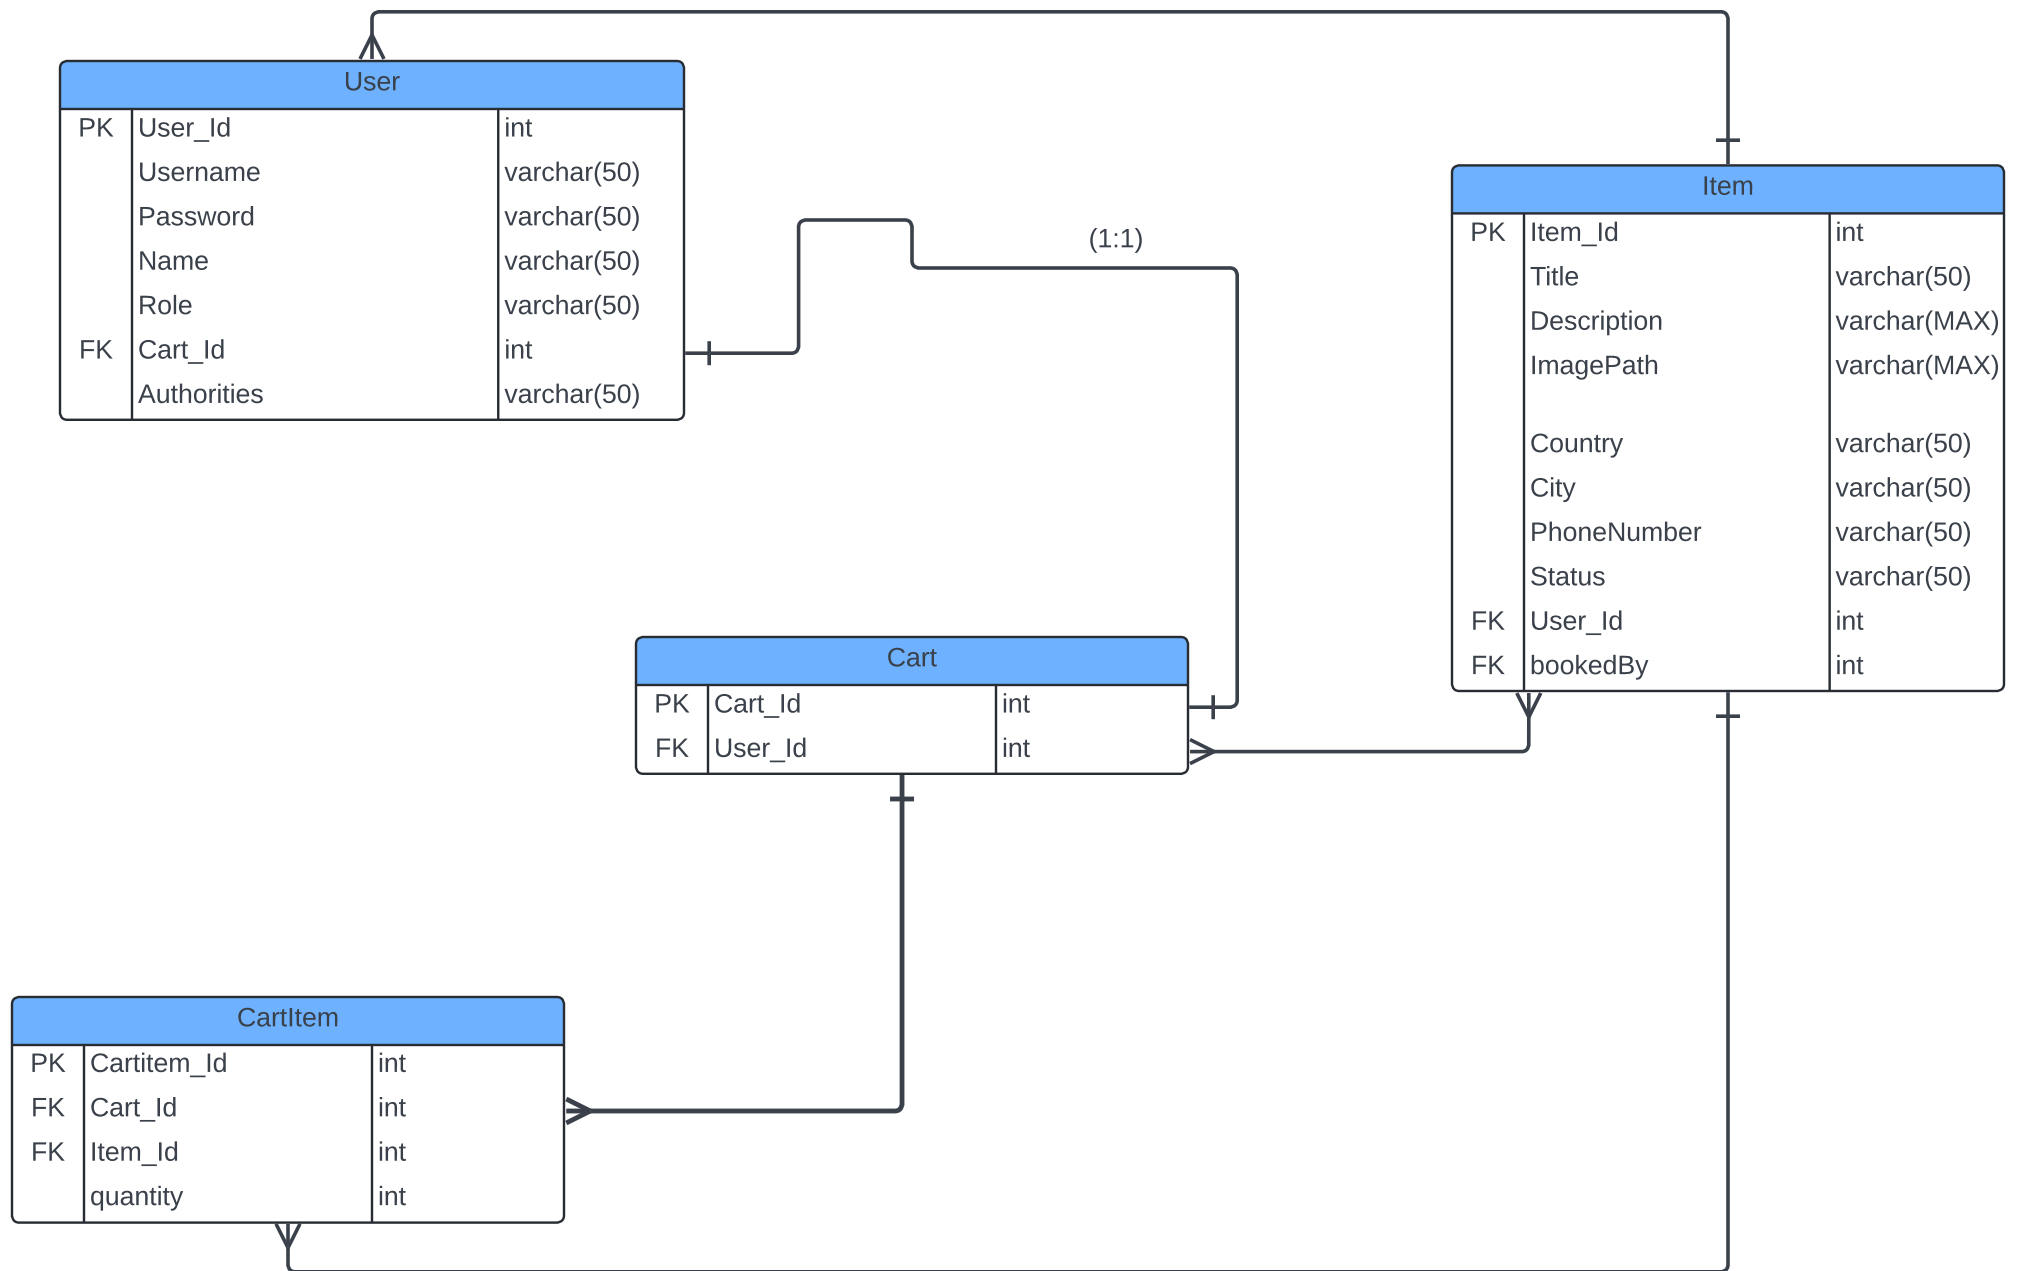 User
PK User_Id int
Username varchar(50)
Password varchar(50)
Name varchar(50)
Role varchar(50)
FK Cart_Id int
Authorities varchar(50)
(1:1)
Item
PK Item_Id int
Title varchar(50)
Description varchar(MAX)
ImagePath varchar(MAX)
Country varchar(50)
City varchar(50)
PhoneNumber varchar(50)
Status varchar(50)
FK User_Id int
FK bookedBy int
Cart
PK Cart_Id int
FK User_Id int
CartItem
PK Cartitem_Id int
FK Cart_Id int
FK Item_Id int
quantity int